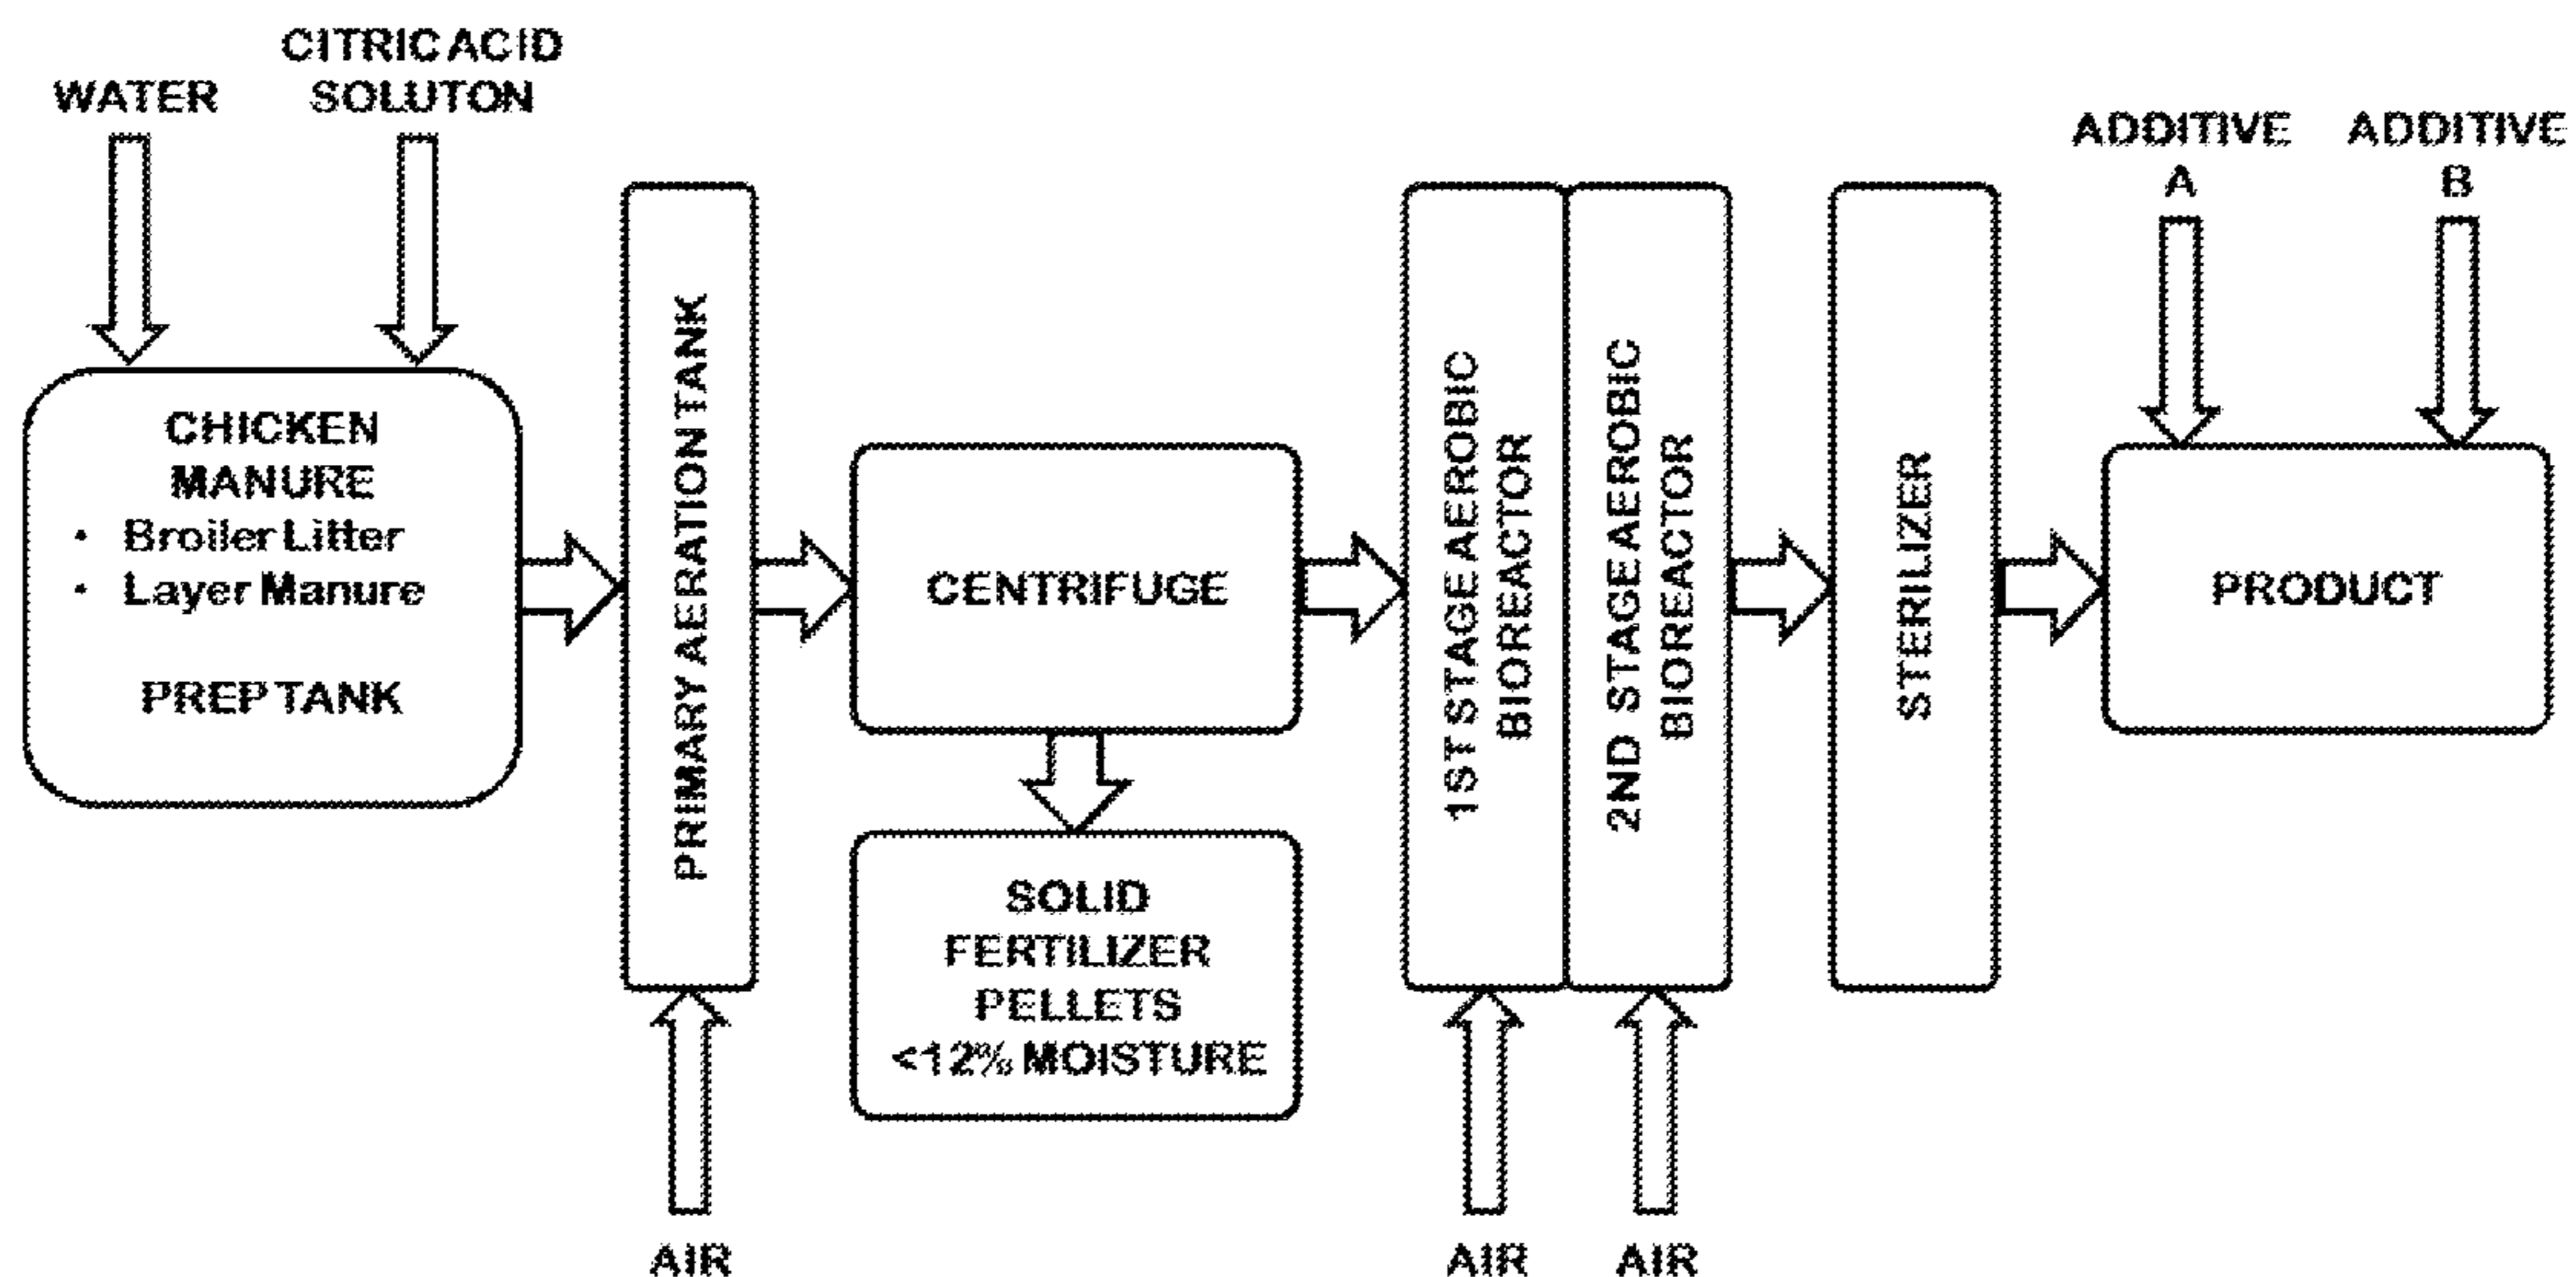 WATER
CITRIC ACID
SOLUTON
CHICKEN
MANURE
• Broiler Litter
• Layer Manure
PREP TANK
PRIMARY AERATION TANK
AIR
CENTRIFUGE
SOLID
FERTILIZER
PELLETS
<12% MOISTURE
1ST STAGE AEROBIC
BIOREACTOR
AIR
2ND STAGE AEROBIC
BIOREACTOR
AIR
STERILIZER
ADDITIVE
A
ADDITIVE
B
PRODUCT